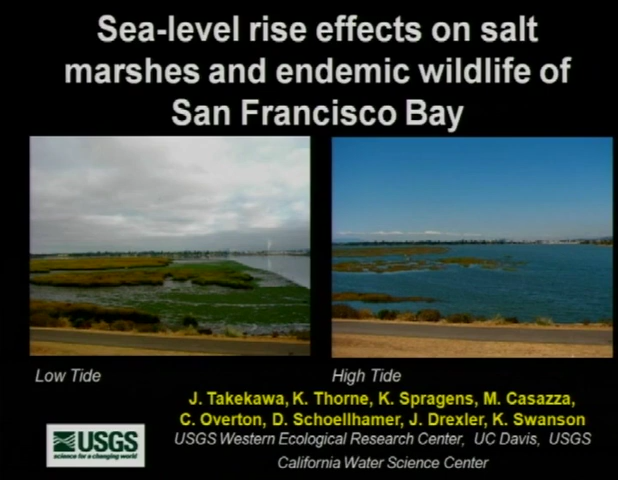 Sea-level rise effects on salt
marshes and endemic wildlife of
San Francisco Bay
Low Tide
High Tide
J. Takekawa, K. Thorne, K. Spragens, M. Casazza,
C. Overton, D. Schoellhamer, J. Drexler, K. Swanson
USGS Western Ecological Research Center, UC Davis, USGS
California Water Science Center
USGS
science for a changing world